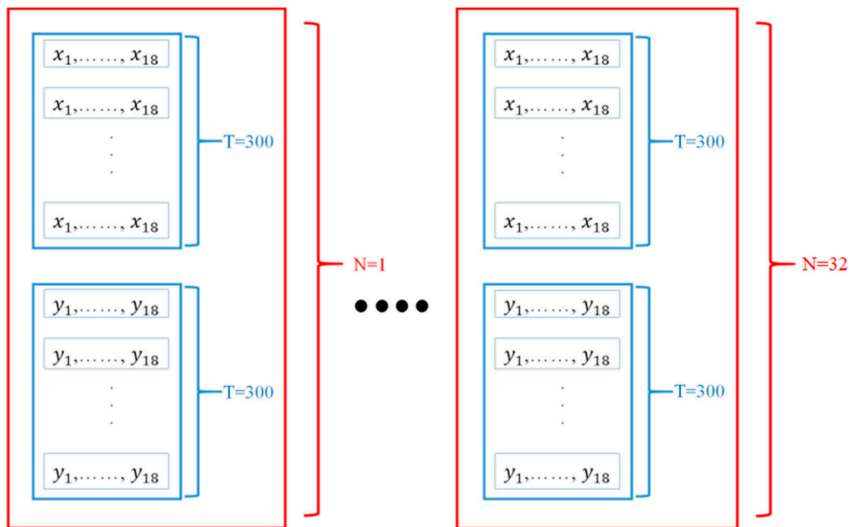 x₁,……, x₁₈
x₁,……, x₁₈
T=300
x₁,……, x₁₈
y₁,……, y₁₈
y₁,……, y₁₈
T=300
y₁,……, y₁₈
N=1
x₁,……, x₁₈
x₁,……, x₁₈
T=300
x₁,……, x₁₈
y₁,……, y₁₈
y₁,……, y₁₈
T=300
y₁,……, y₁₈
N=32